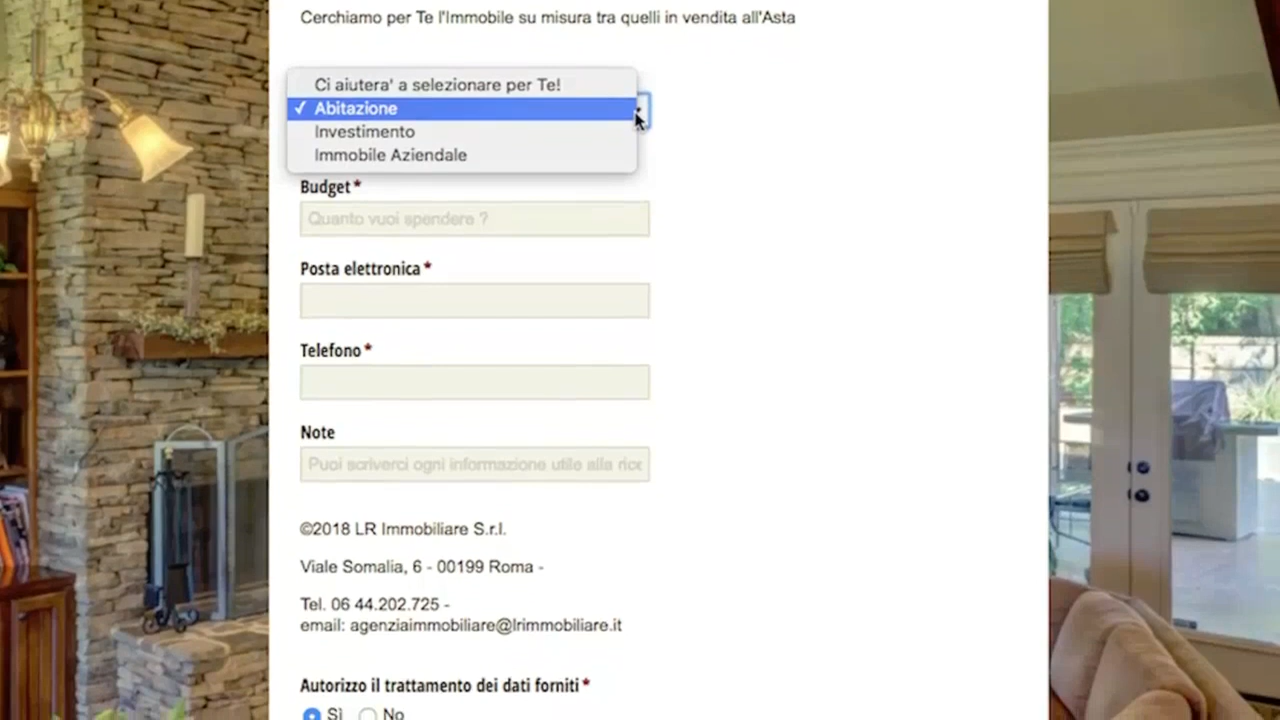 Cerchiamo per Te l'Immobile su misura tra quelli in vendita all'Asta
Ci aiutera' a selezionare per Te!
✓ Abitazione
Investimento
Immobile Aziendale
Budget*
Quanto vuoi spendere ?
Posta elettronica*
Telefono*
Note
Puoi scriverci ogni informazione utile alla rice
©2018 LR Immobiliare S.r.l.
Viale Somalia, 6 - 00199 Roma -
Tel. 06 44.202.725 -
email: agenziaimmobiliare@lrimmobiliare.it
Autorizzo il trattamento dei dati forniti*
Sì No